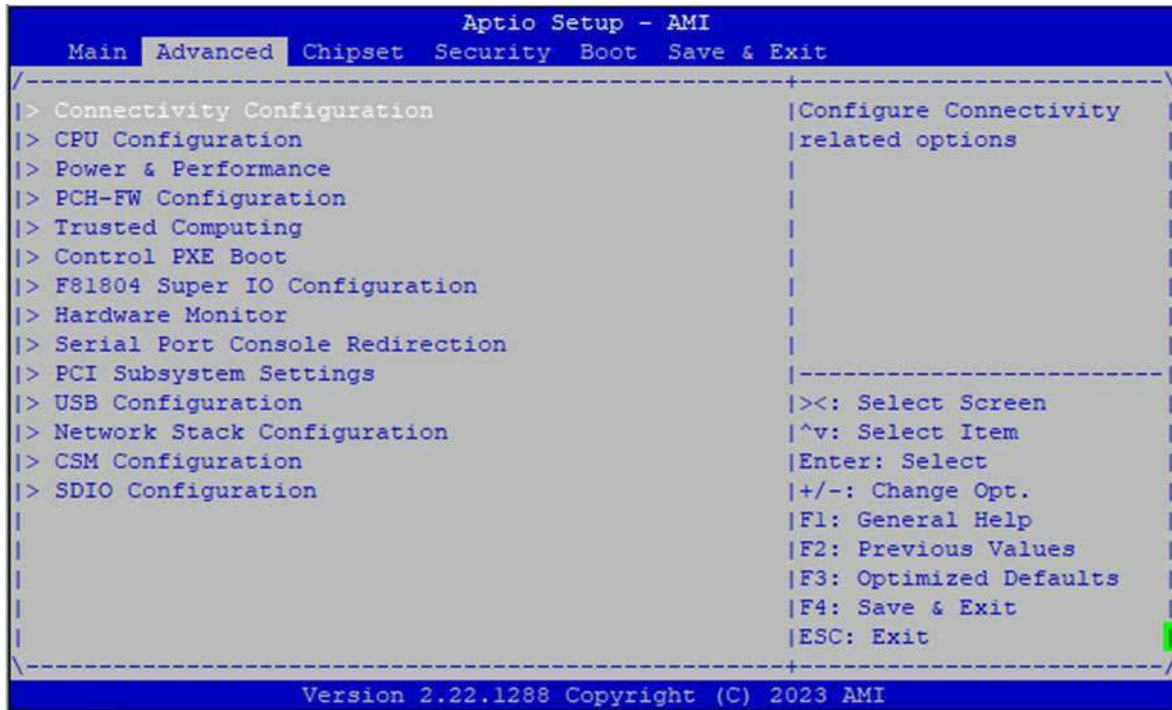 Aptio Setup - AMI
Main Advanced Chipset Security Boot Save & Exit
/----------------------------------------------------+-------------------------\
|> Connectivity Configuration |Configure Connectivity |
|> CPU Configuration |related options |
|> Power & Performance | |
|> PCH-FW Configuration | |
|> Trusted Computing | |
|> Control PXE Boot | |
|> F81804 Super IO Configuration | |
|> Hardware Monitor | |
|> Serial Port Console Redirection | |
|> PCI Subsystem Settings |-------------------------|
|> USB Configuration |><: Select Screen |
|> Network Stack Configuration |^v: Select Item |
|> CSM Configuration |Enter: Select |
|> SDIO Configuration |+/-: Change Opt. |
| |F1: General Help |
| |F2: Previous Values |
| |F3: Optimized Defaults |
| |F4: Save & Exit |
| |ESC: Exit |
\----------------------------------------------------+-------------------------/
Version 2.22.1288 Copyright (C) 2023 AMI